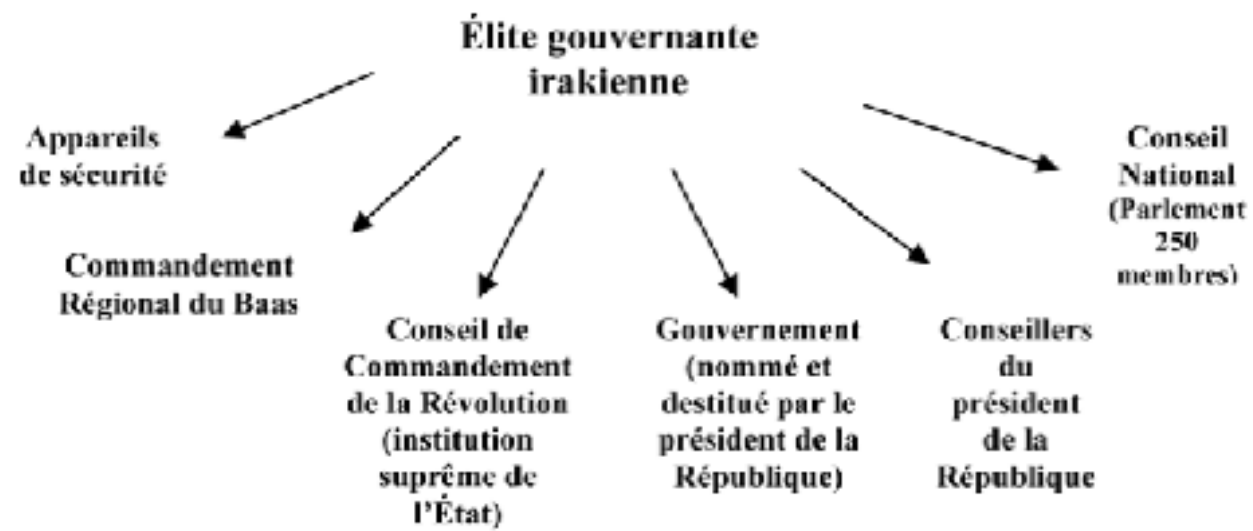 Élite gouvernante
irakienne
Appareils
de sécurité
Commandement
Régional du Baas
Conseil de
Commandement
de la Révolution
(institution
suprême de
l'État)
Gouvernement
(nommé et
destitué par le
président de la
République)
Conseillers
du
président
de la
République
Conseil
National
(Parlement
250
membres)